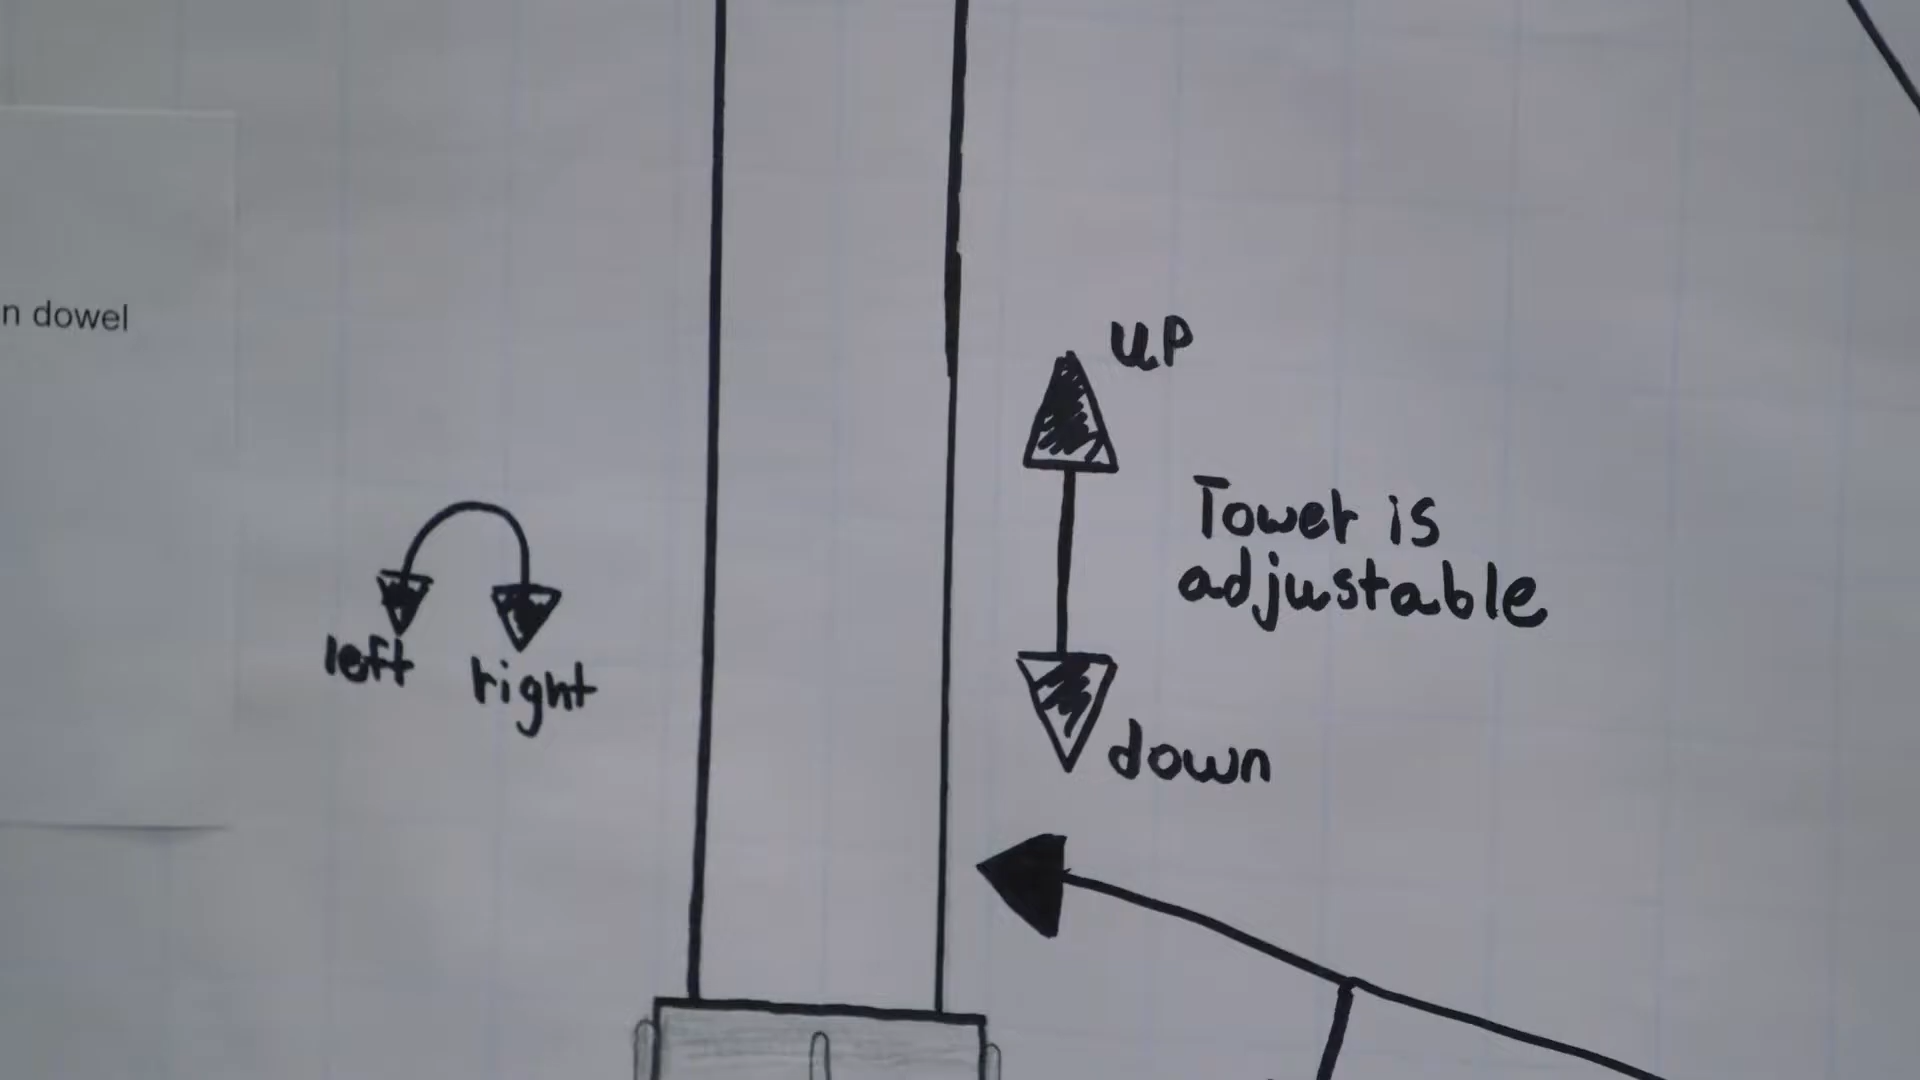 n dowel
up
Tower is
adjustable
left
right
down